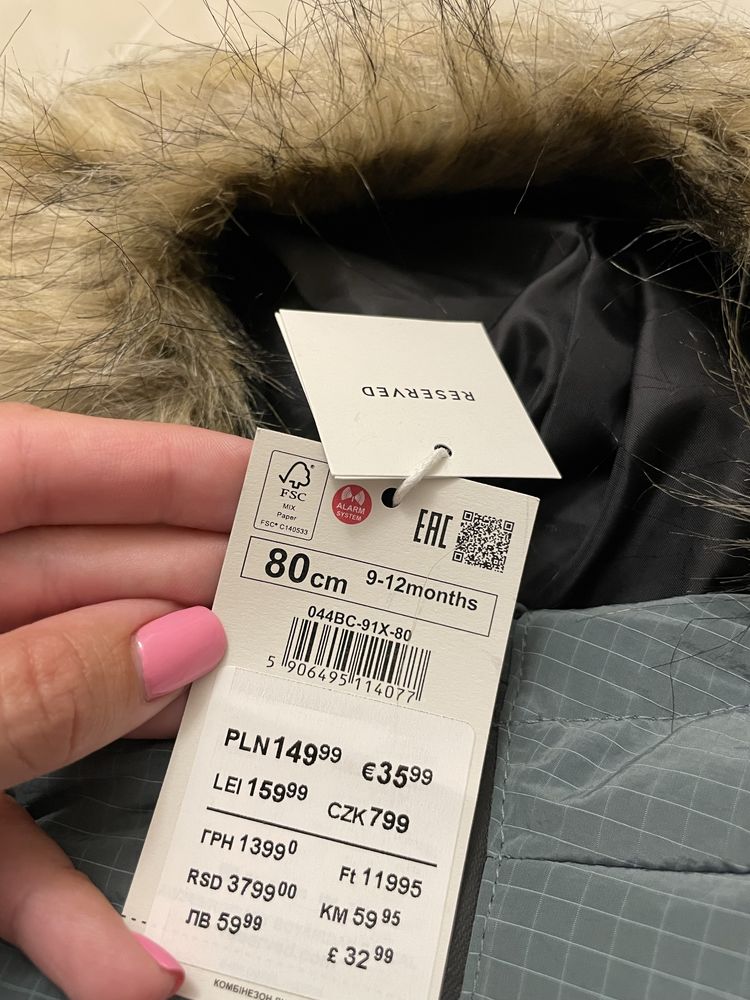 RESERVED
FSC
MIX
Paper
FSC® C140533
ALARM
SYSTEM
EAC
80cm 9-12months
044BC-91X-80
5 906495 114077
PLN 149 99 € 35 99
LEI 159 99 CZK 799
ГРН 1399 0 Ft 11995
RSD 3799 00 KM 59 95
ЛВ 59 99 £ 32 99
КОМБІНЕЗОН